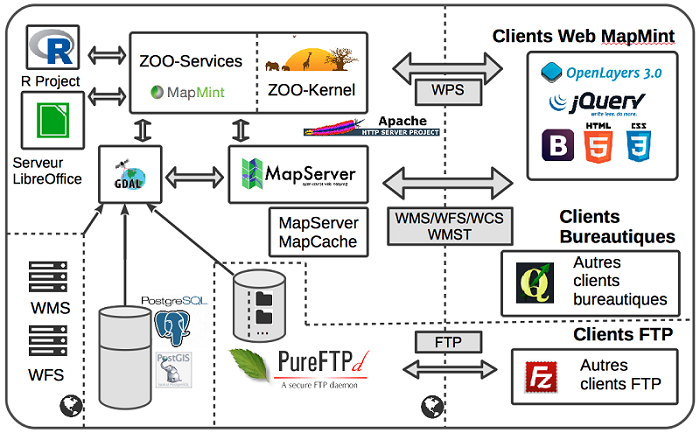 R
R Project
Serveur
LibreOffice
ZOO-Services
MapMint
ZOO-Kernel
WPS
Clients Web MapMint
OpenLayers 3.0
jQuery
write less, do more.
B
HTML
5
CSS
3
Apache
HTTP SERVER PROJECT
GDAL
MapServer
open source web mapping
MapServer
MapCache
WMS/WFS/WCS
WMST
Clients
Bureautiques
Autres
clients
bureautiques
WMS
WFS
PostgreSQL
PostGIS
PureFTPd
A secure FTP daemon
FTP
Clients FTP
Fz
Autres
clients FTP